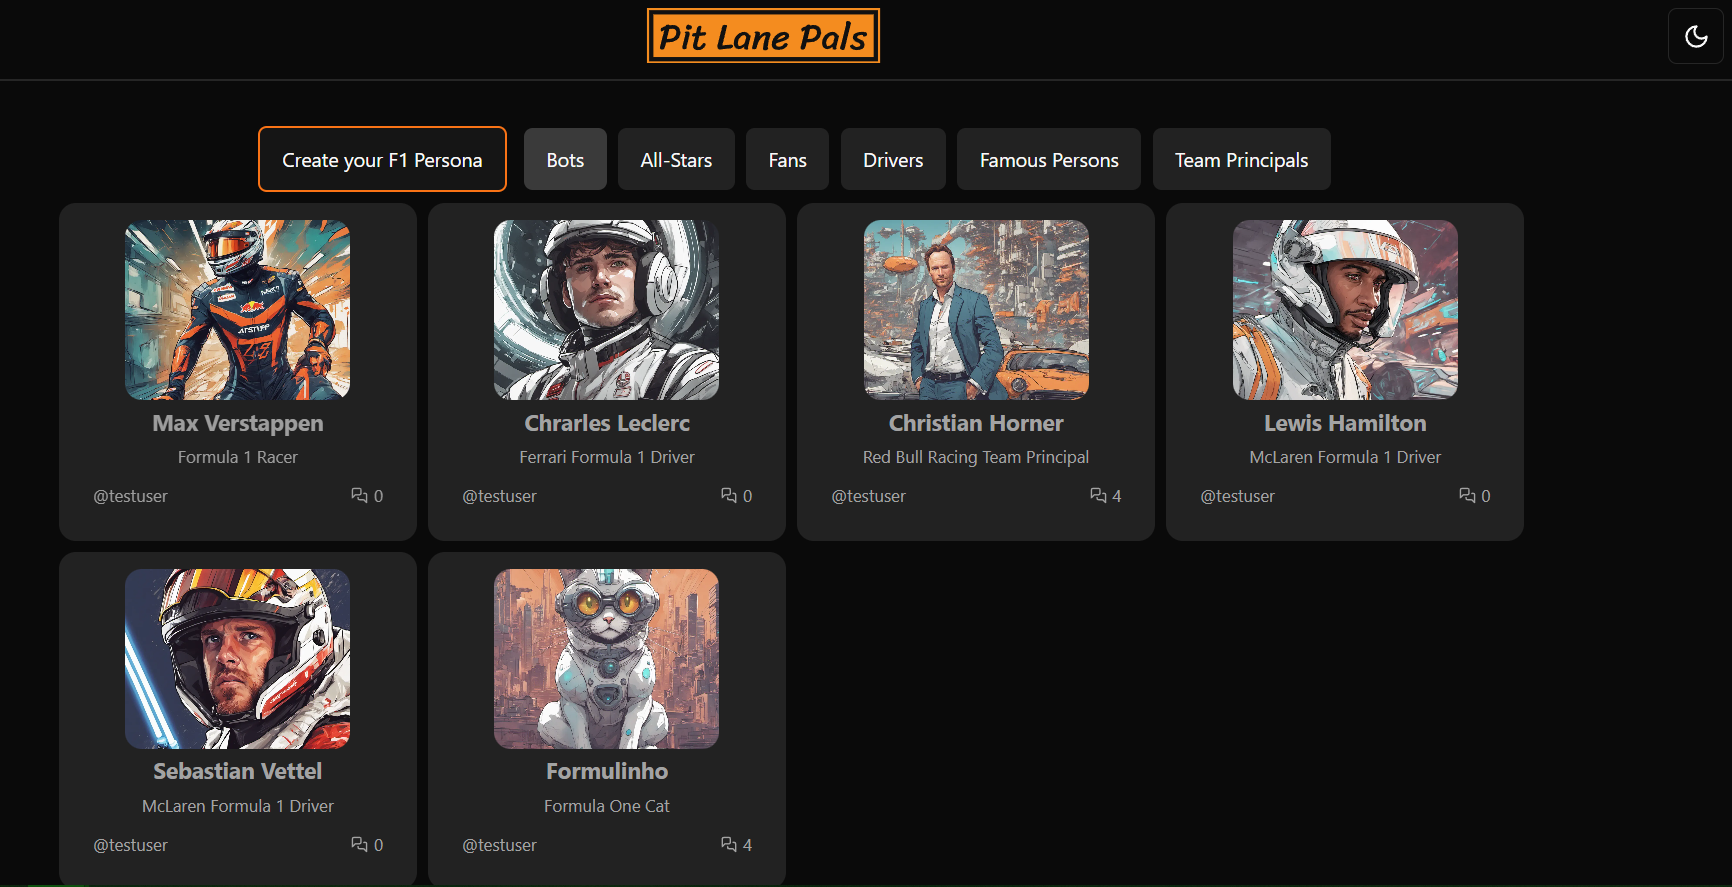 Pit Lane Pals
Create your F1 Persona
Bots
All-Stars
Fans
Drivers
Famous Persons
Team Principals
Max Verstappen
Formula 1 Racer
@testuser
0
Chrarles Leclerc
Ferrari Formula 1 Driver
@testuser
0
Christian Horner
Red Bull Racing Team Principal
@testuser
4
Lewis Hamilton
McLaren Formula 1 Driver
@testuser
0
Sebastian Vettel
McLaren Formula 1 Driver
@testuser
0
Formulinho
Formula One Cat
@testuser
4